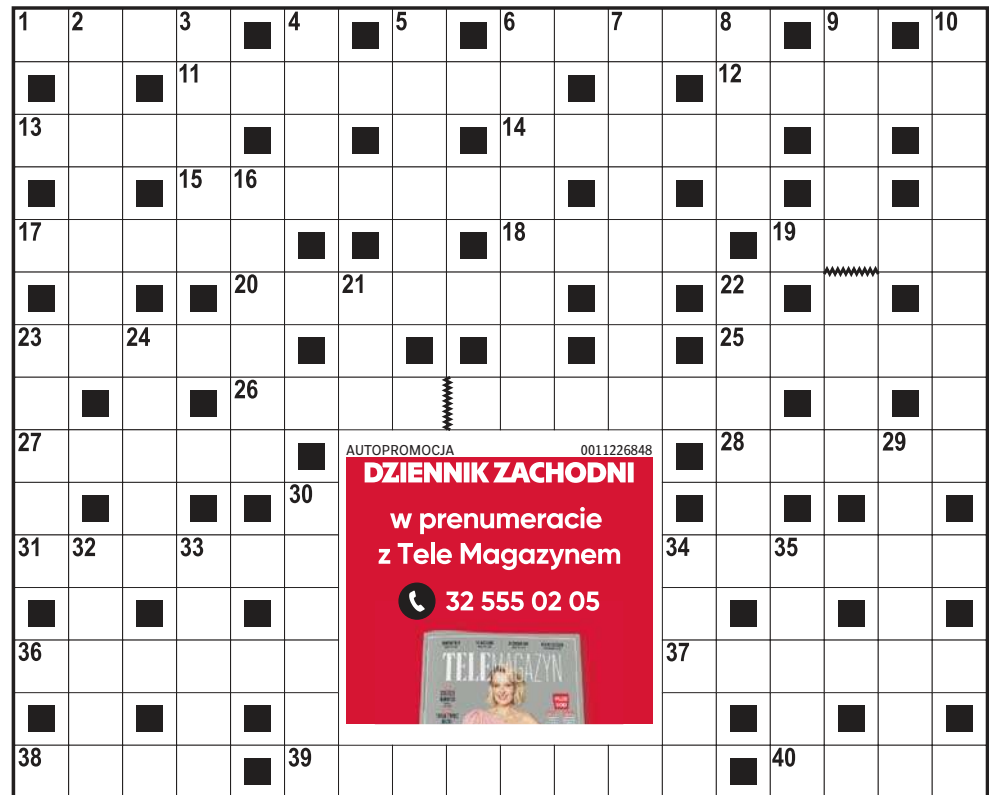 1 2 3 4 5 6 7 8 9 10
11 12
13 14
15 16
17 18 19
20 21 22
23 24 25
26
27 28 29
AUTOPROMOCJA 0011226848
DZIENNIK ZACHODNI
30
w prenumeracie
z Tele Magazynem
31 32 33 34 35
32 555 02 05
36 37
TELEMAGAZYN
38 39 40